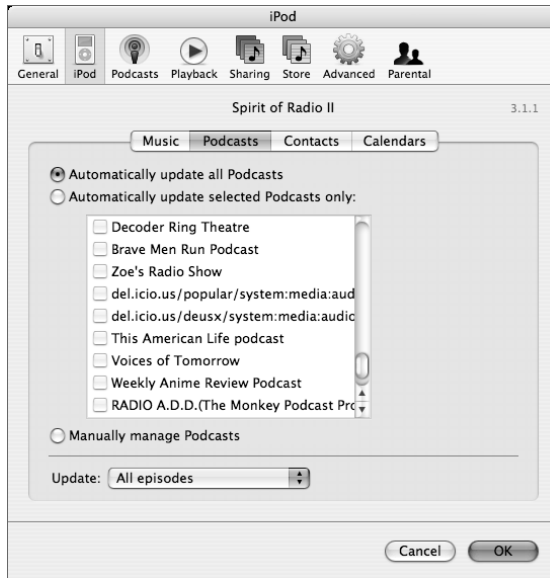 iPod
General iPod Podcasts Playback Sharing Store Advanced Parental
Spirit of Radio II 3.1.1
Music Podcasts Contacts Calendars
Automatically update all Podcasts
Automatically update selected Podcasts only:
Decoder Ring Theatre
Brave Men Run Podcast
Zoe's Radio Show
del.icio.us/popular/system:media:aud
del.icio.us/deusx/system:media:audio
This American Life podcast
Voices of Tomorrow
Weekly Anime Review Podcast
RADIO A.D.D.(The Monkey Podcast Pro
Manually manage Podcasts
Update: All episodes
Cancel OK